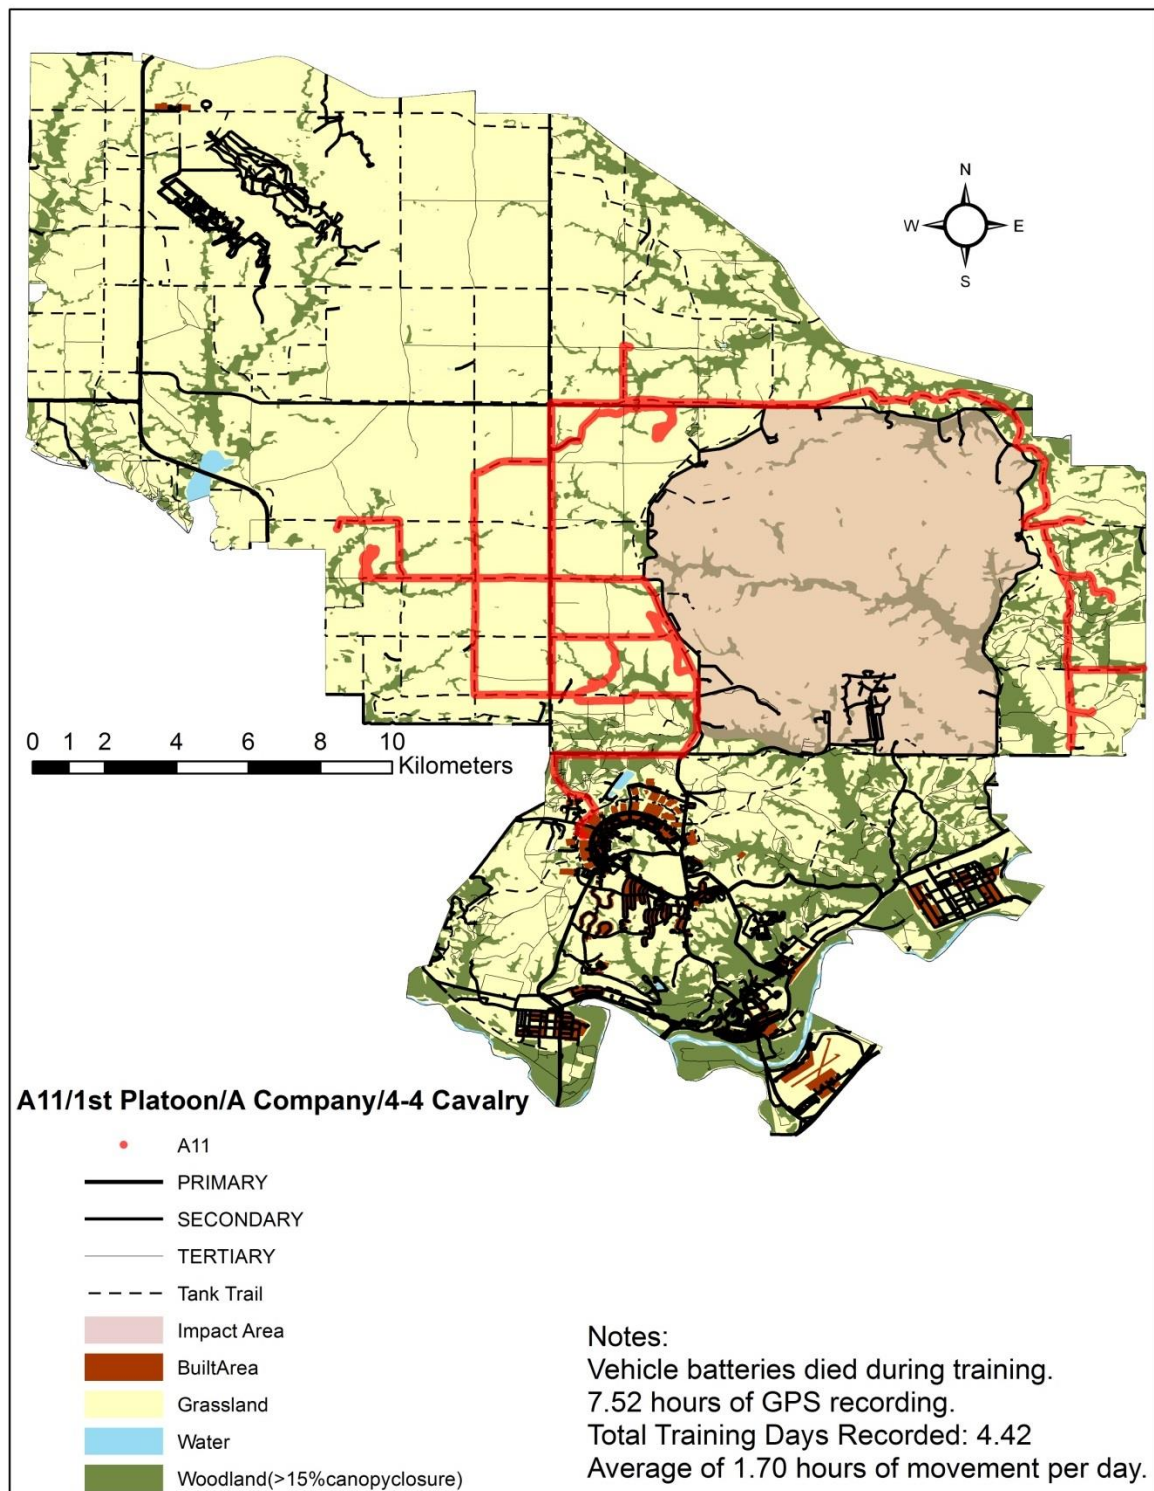 N
W E
S
0 1 2 4 6 8 10
Kilometers
A11/1st Platoon/A Company/4-4 Cavalry
A11
PRIMARY
SECONDARY
TERTIARY
Tank Trail
Impact Area
BuiltArea
Grassland
Water
Woodland(>15%canopyclosure)
Notes:
Vehicle batteries died during training.
7.52 hours of GPS recording.
Total Training Days Recorded: 4.42
Average of 1.70 hours of movement per day.